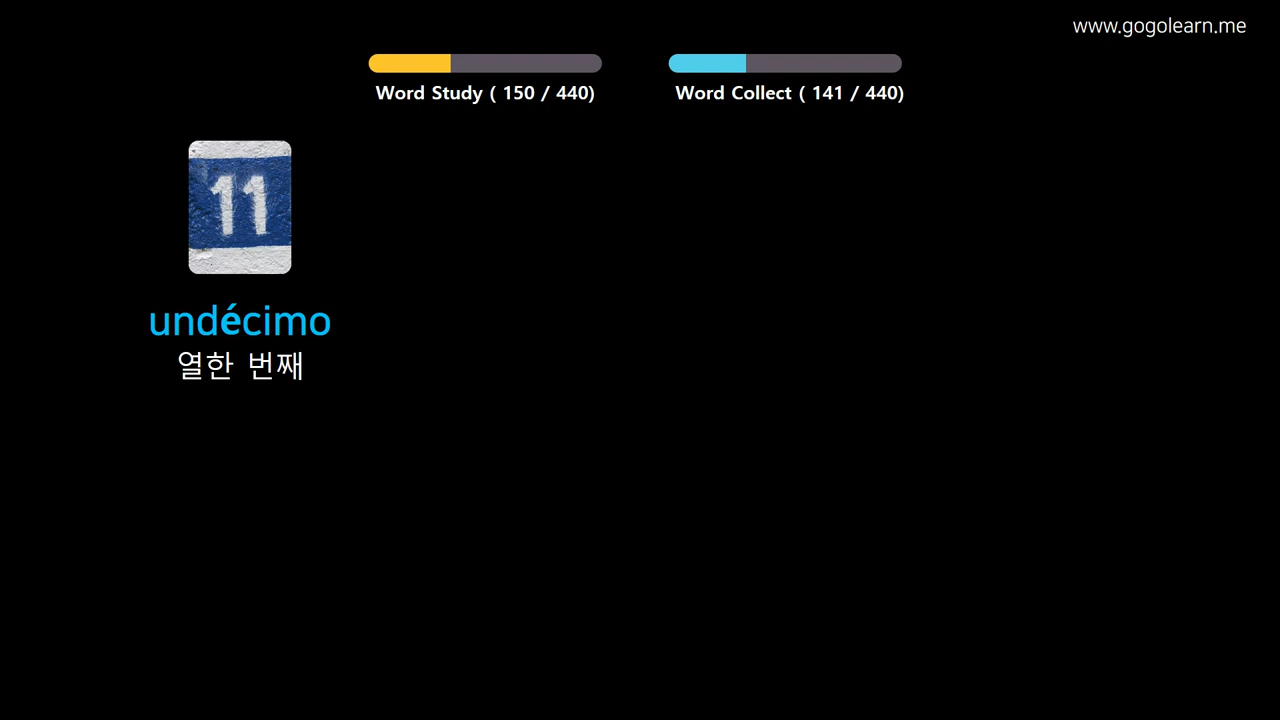 www.gogolearn.me
Word Study ( 150 / 440)
Word Collect ( 141 / 440)
11
undécimo
열한 번째